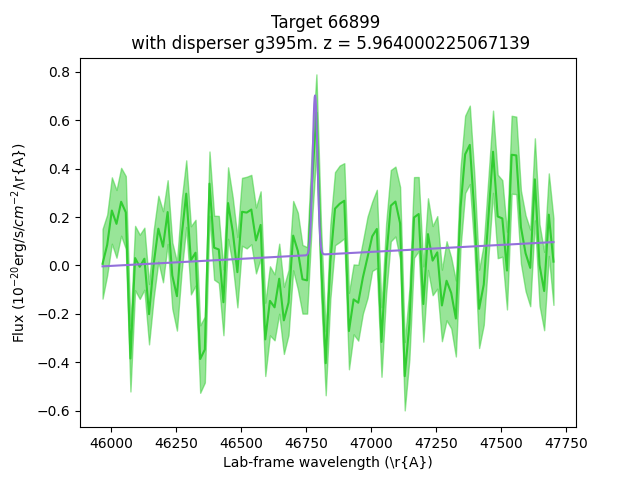 Target 66899
with disperser g395m. z = 5.964000225067139
Flux (10⁻²⁰erg/s/cm⁻²/\r{A})
0.8
0.6
0.4
0.2
0.0
−0.2
−0.4
−0.6
46000 46250 46500 46750 47000 47250 47500 47750
Lab-frame wavelength (\r{A})